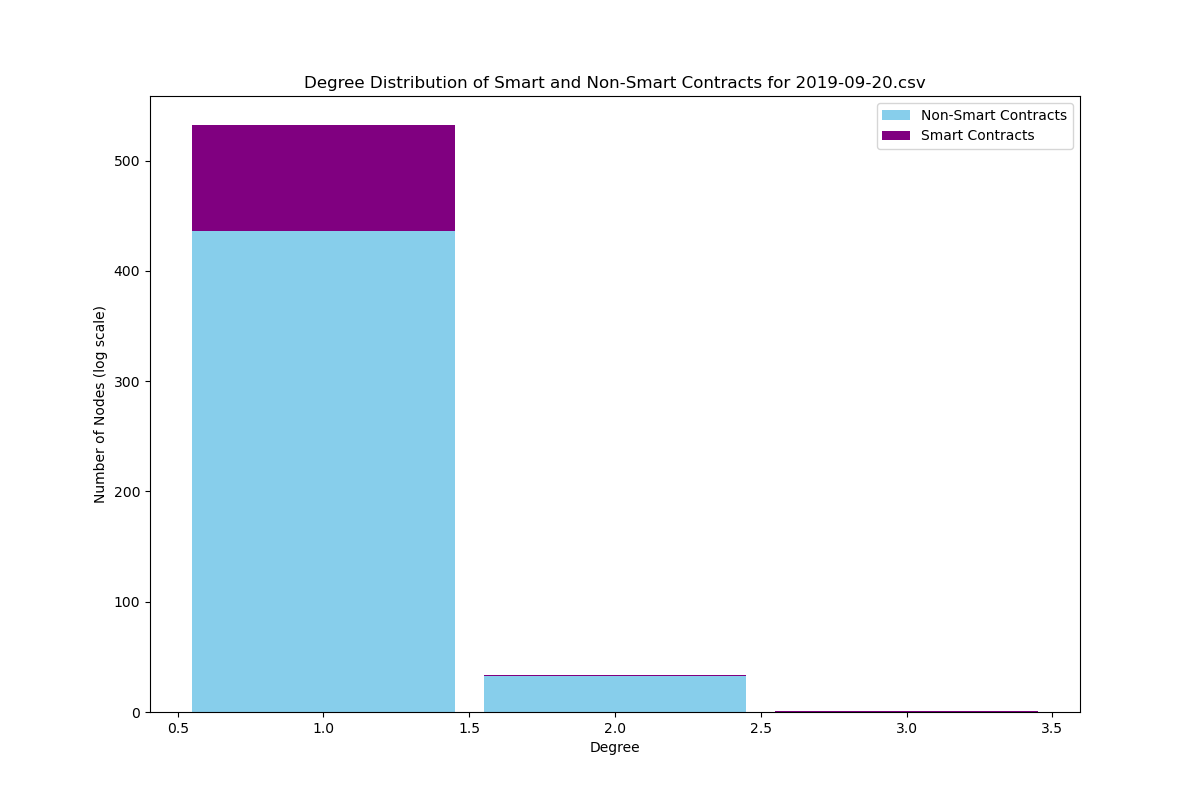 Degree Distribution of Smart and Non-Smart Contracts for 2019-09-20.csv
Non-Smart Contracts
Smart Contracts
500
400
300
200
100
0
Number of Nodes (log scale)
0.5 1.0 1.5 2.0 2.5 3.0 3.5
Degree